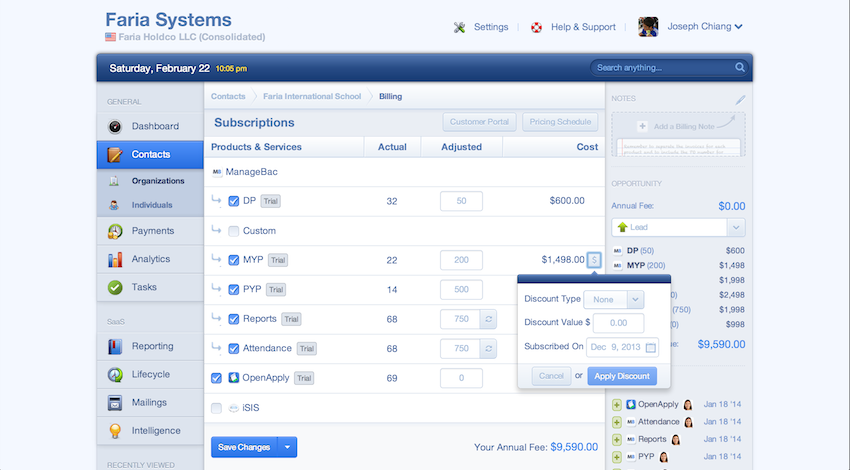 Faria Systems
Faria Holdco LLC (Consolidated)
Settings
Help & Support
Joseph Chiang
Saturday, February 22 10:05 pm
Search anything...
GENERAL
Dashboard
Contacts
Organizations
Individuals
Payments
Analytics
Tasks
SaaS
Reporting
Lifecycle
Mailings
Intelligence
RECENTLY VIEWED
Contacts Faria International School Billing
Subscriptions
Customer Portal
Pricing Schedule
Products & Services Actual Adjusted Cost
MB ManageBac
DP Trial 32 50 $600.00
Custom
MYP Trial 22 200 $1,498.00 $
PYP Trial 14 500
Reports Trial 68 750
Attendance Trial 68 750
OpenApply Trial 69 0
iSIS
Save Changes
Your Annual Fee: $9,590.00
Discount Type None
Discount Value $ 0.00
Subscribed On Dec 9, 2013
Cancel or Apply Discount
NOTES
Add a Billing Note
OPPORTUNITY
Annual Fee: $0.00
Lead
MB DP (50) $600
MB MYP (200) $1,498
$1,998
0) $2,498
(750) $1,998
(0) $998
e: $9,590.00
OpenApply Jan 18 '14
MB Attendance Jan 18 '14
MB Reports Jan 18 '14
MB PYP Jan 18 '14